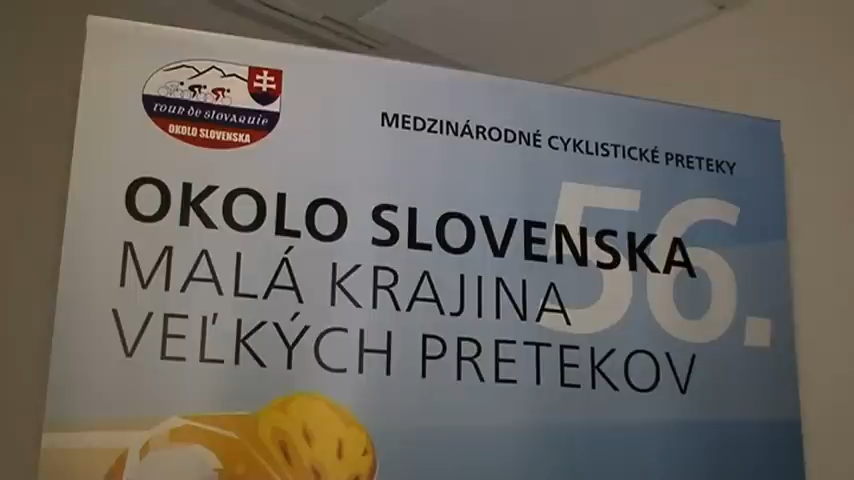 TOUR DE SLOVAQUIE
OKOLO SLOVENSKA
MEDZINÁRODNÉ CYKLISTICKÉ PRETEKY
56.
OKOLO SLOVENSKA
MALÁ KRAJINA
VEĽKÝCH PRETEKOV